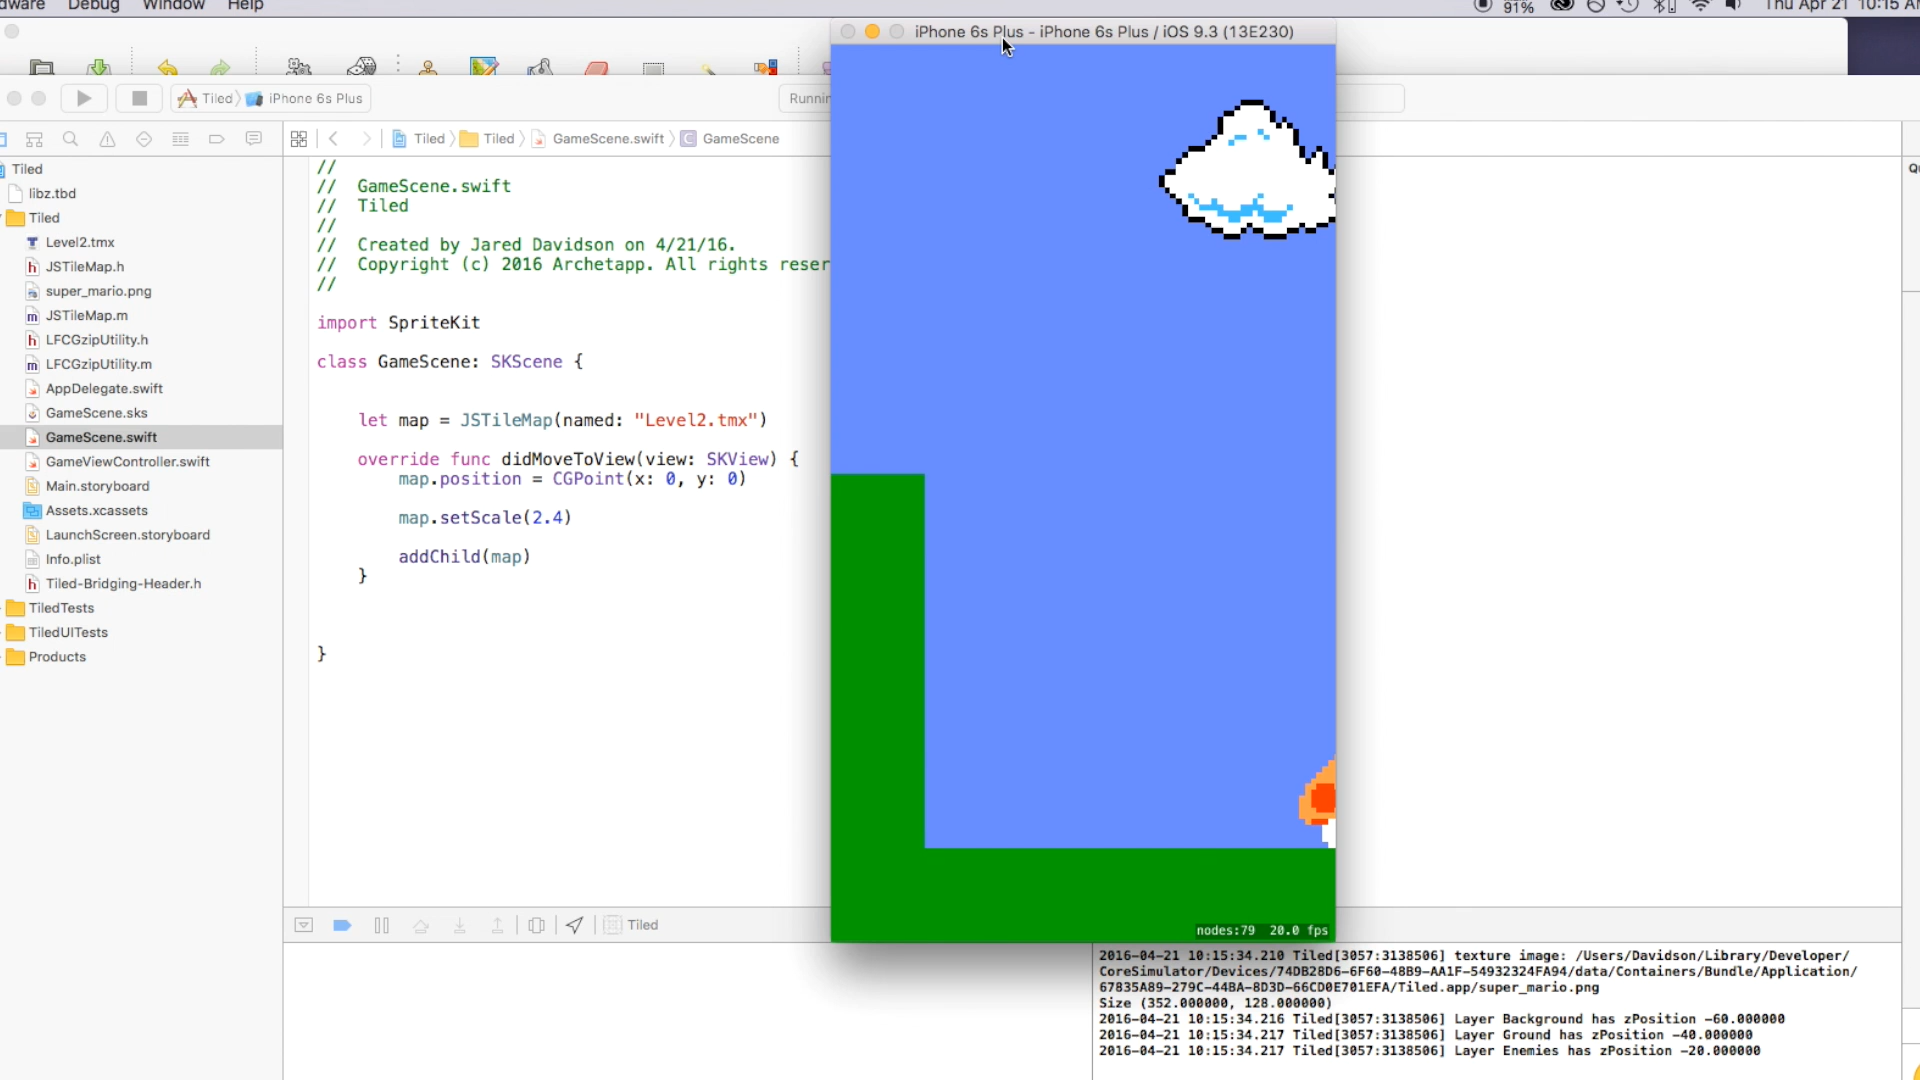 Debug Window Help
91% Thu Apr 21 10:15
iPhone 6s Plus - iPhone 6s Plus / iOS 9.3 (13E230)
Tiled iPhone 6s Plus
Tiled Tiled GameScene.swift GameScene
Tiled
libz.tbd
Tiled
Level2.tmx
JSTileMap.h
super_mario.png
JSTileMap.m
LFCGzipUtility.h
LFCGzipUtility.m
AppDelegate.swift
GameScene.sks
GameScene.swift
GameViewController.swift
Main.storyboard
Assets.xcassets
LaunchScreen.storyboard
Info.plist
Tiled-Bridging-Header.h
TiledTests
TiledUITests
Products
//
// GameScene.swift
// Tiled
//
// Created by Jared Davidson on 4/21/16.
// Copyright (c) 2016 Archetapp. All rights reser
//
import SpriteKit
class GameScene: SKScene {
let map = JSTileMap(named: "Level2.tmx")
override func didMoveToView(view: SKView) {
map.position = CGPoint(x: 0, y: 0)
map.setScale(2.4)
addChild(map)
}
}
nodes:79 20.0 fps
Tiled
2016-04-21 10:15:34.210 Tiled[3057:3138506] texture image: /Users/Davidson/Library/Developer/
CoreSimulator/Devices/74DB28D6-6F60-48B9-AA1F-54932324FA94/data/Containers/Bundle/Application/
67835A89-279C-44BA-8D3D-66CD0E701EFA/Tiled.app/super_mario.png
Size (352.000000, 128.000000)
2016-04-21 10:15:34.216 Tiled[3057:3138506] Layer Background has zPosition -60.000000
2016-04-21 10:15:34.217 Tiled[3057:3138506] Layer Ground has zPosition -40.000000
2016-04-21 10:15:34.217 Tiled[3057:3138506] Layer Enemies has zPosition -20.000000